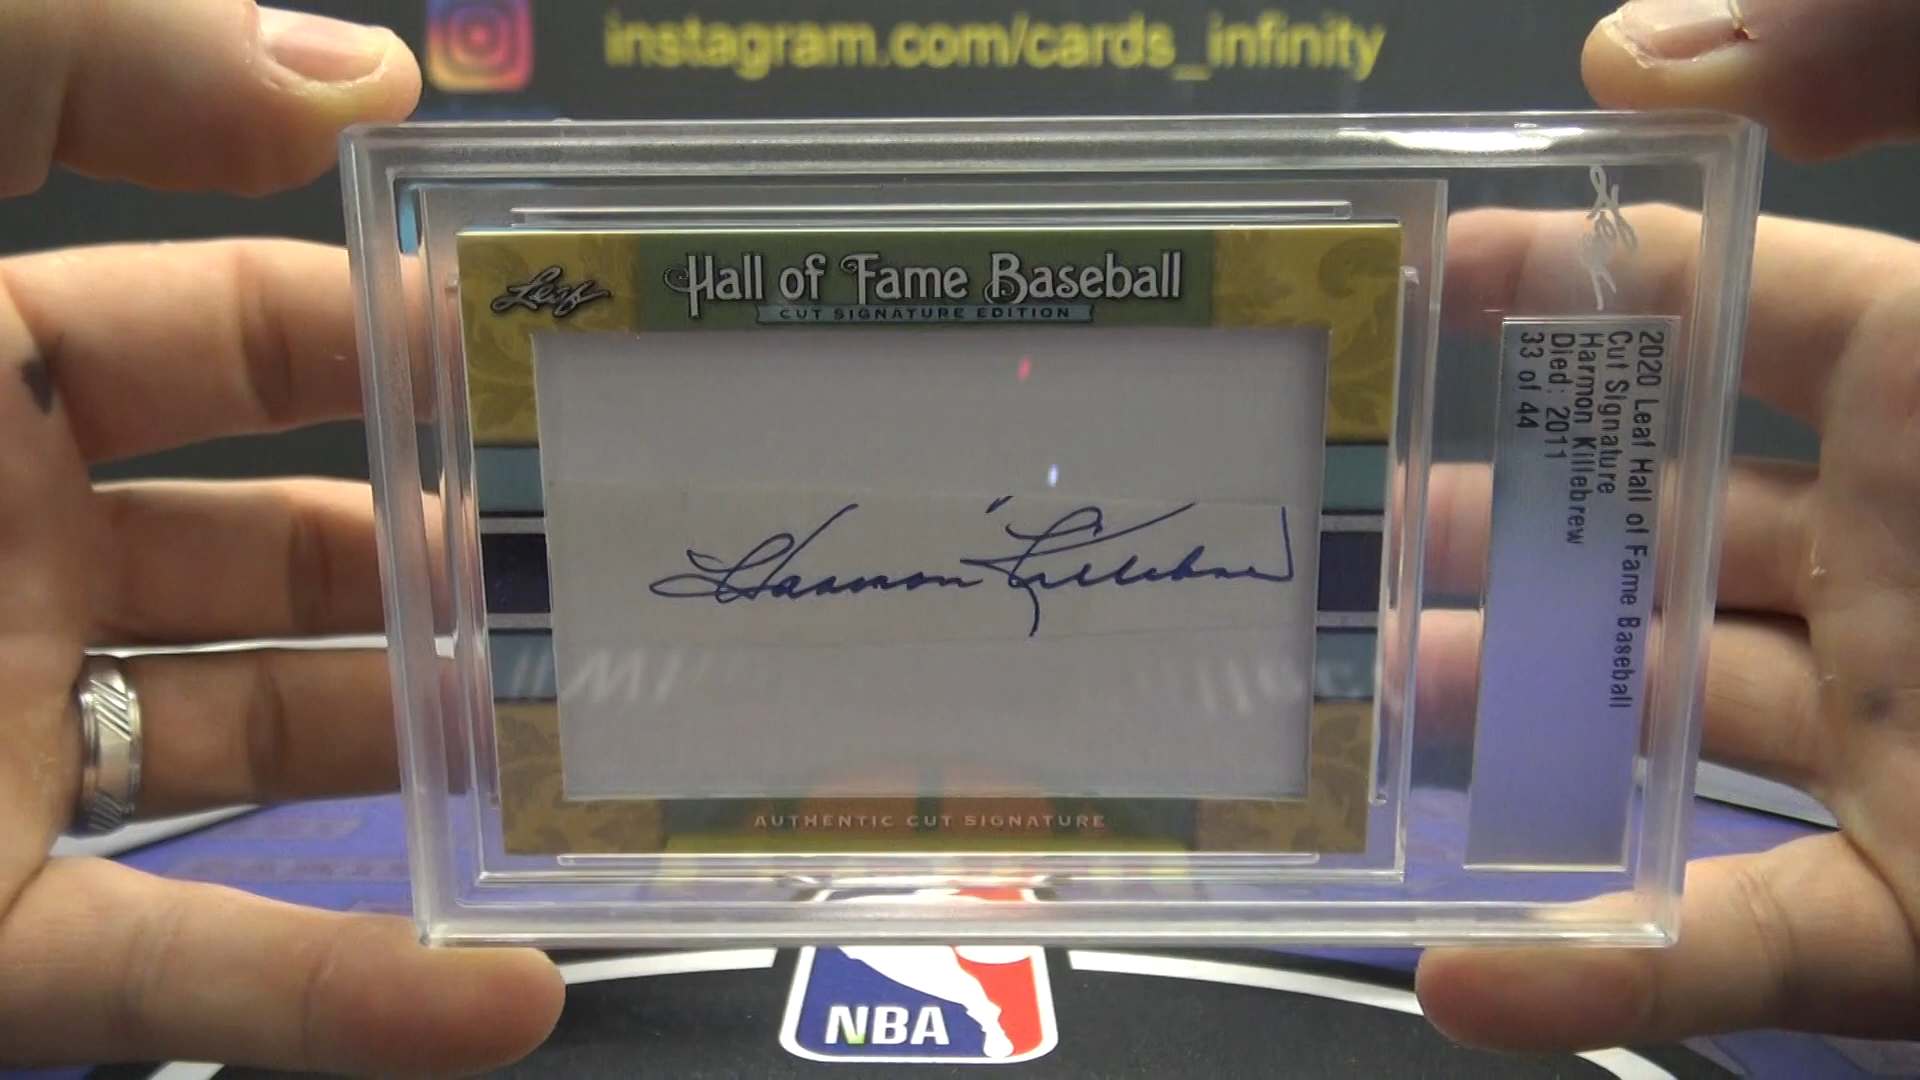 instagram.com/cards_infinity
Leaf
Hall of Fame Baseball
CUT SIGNATURE EDITION
Harmon Killebrew
AUTHENTIC CUT SIGNATURE
Leaf
2020 Leaf Hall of Fame Baseball
Cut Signature
Harmon Killebrew
Died: 2011
33 of 44
NBA